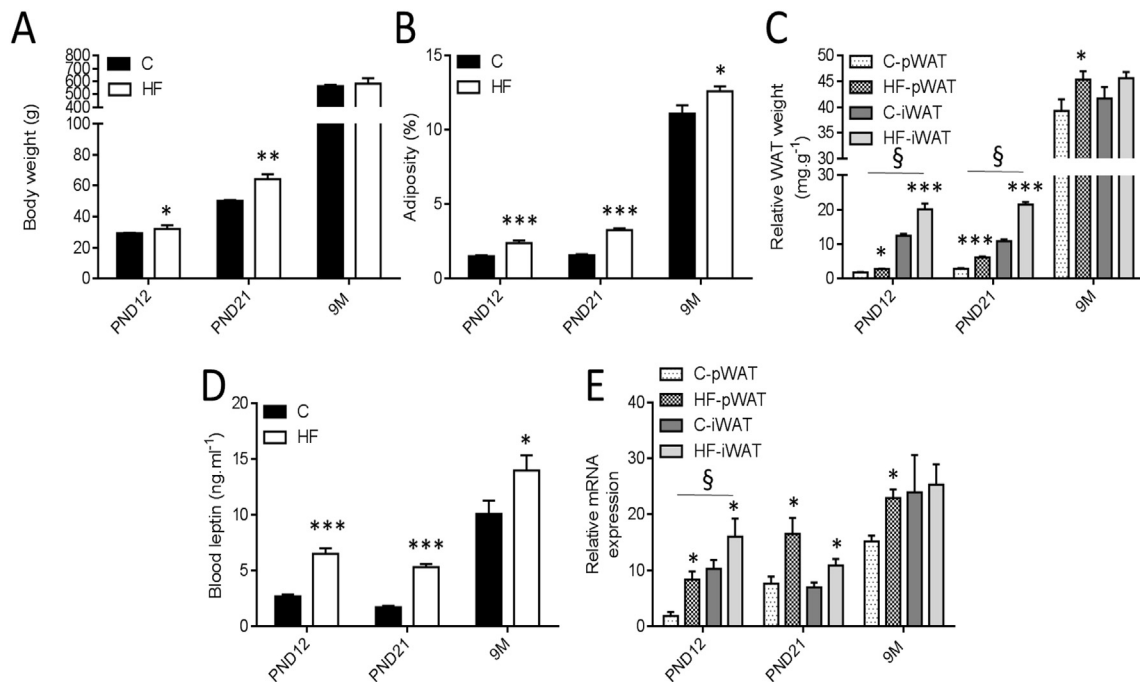 A
Body weight (g)
800
700
600
500
400
100
80
60
40
20
0
C
HF
*
**
PND12
PND21
9M
B
Adiposity (%)
15
10
5
0
C
HF
***
***
*
PND12
PND21
9M
C
Relative WAT weight
(mg.g-1)
50
45
40
35
30
20
10
0
C-pWAT
HF-pWAT
C-iWAT
HF-iWAT
§
§
*
***
***
***
*
PND12
PND21
9M
D
Blood leptin (ng.ml-1)
20
15
10
5
0
C
HF
***
***
*
PND12
PND21
9M
E
Relative mRNA
expression
40
30
20
10
0
C-pWAT
HF-pWAT
C-iWAT
HF-iWAT
§
*
*
*
*
*
PND12
PND21
9M